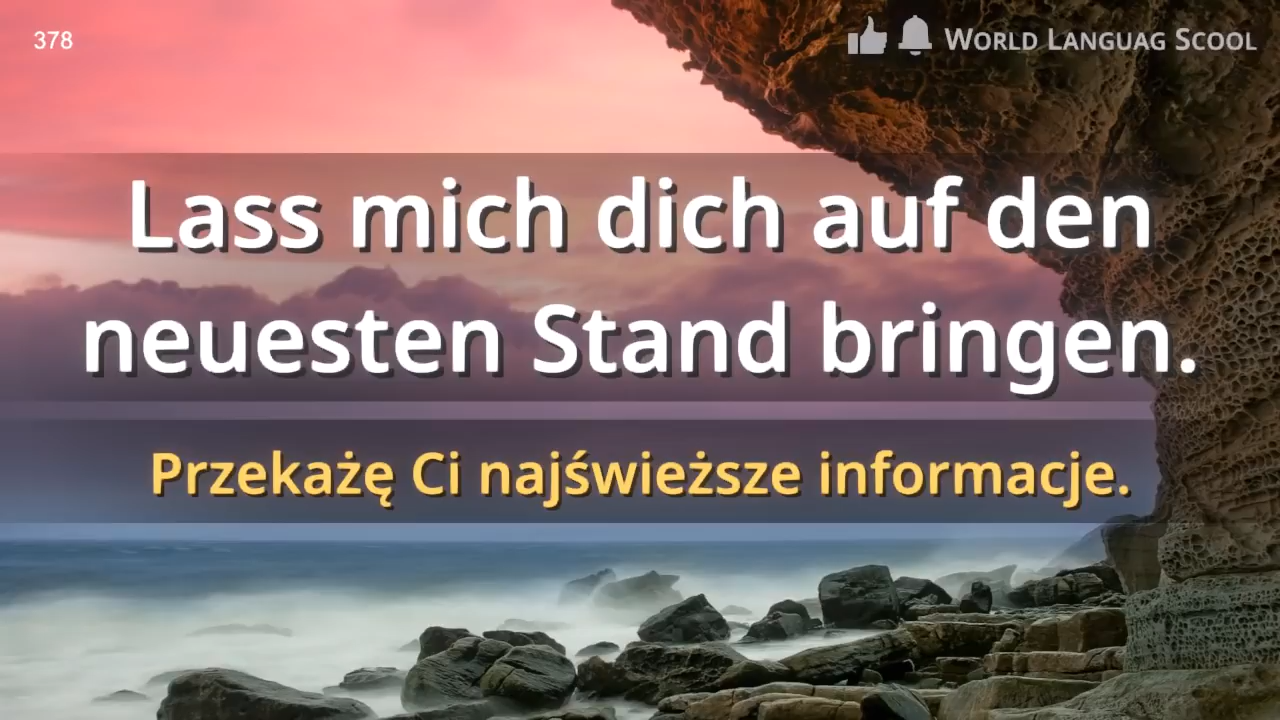 378
World Languag Scool
Lass mich dich auf den
neuesten Stand bringen.
Przekażę Ci najświeższe informacje.